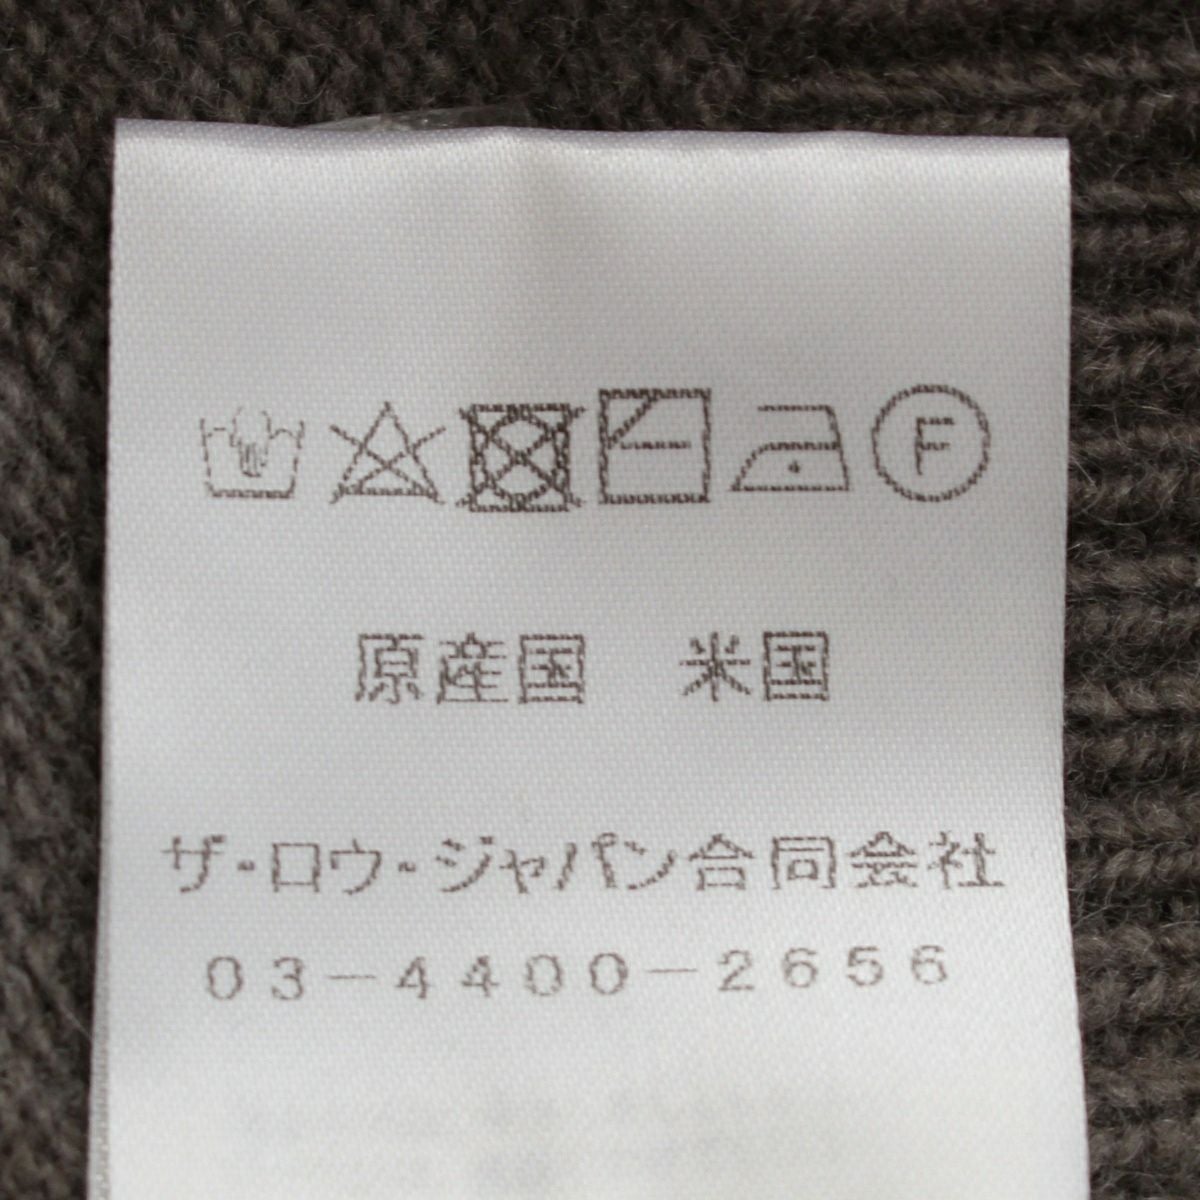 F
原産国　米国
ザ・ロウ・ジャパン合同会社
03-4400-2656